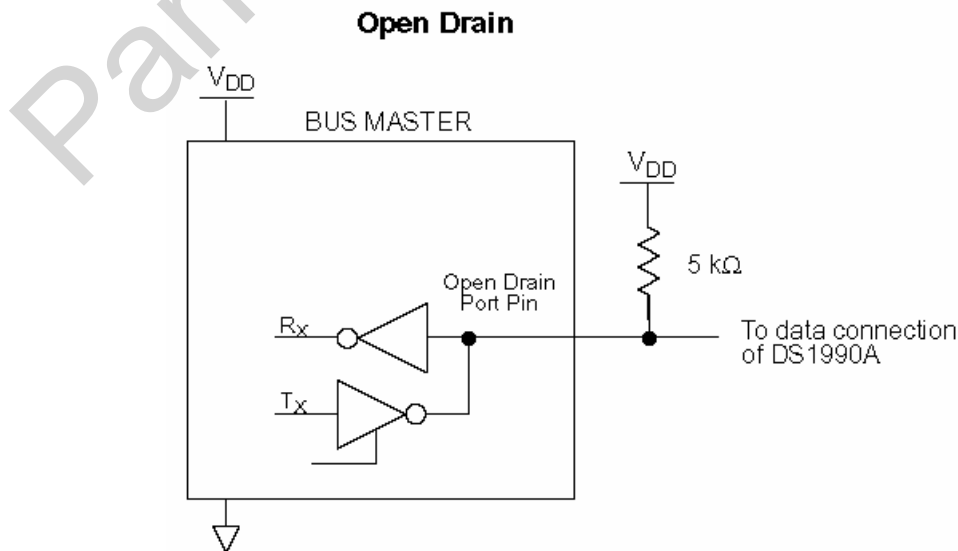 Open Drain
VDD
BUS MASTER
VDD
5 kΩ
Open Drain
Port Pin
RX
TX
To data connection
of DS1990A